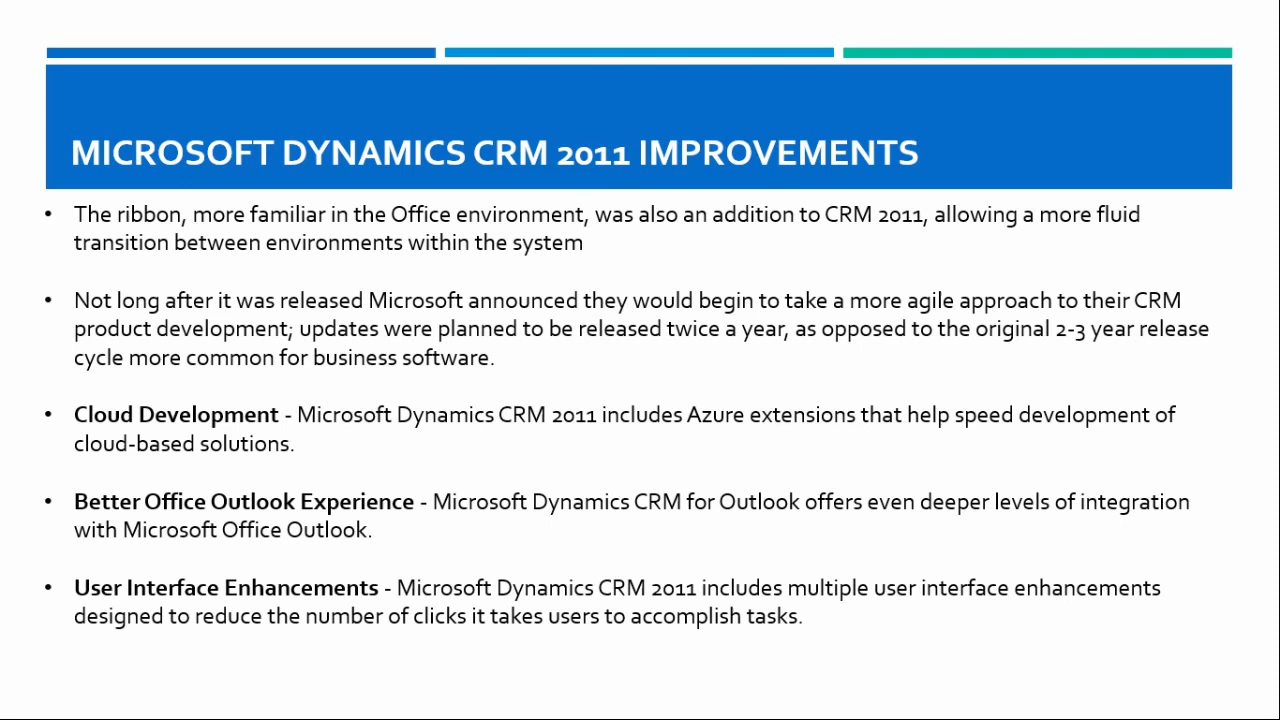 MICROSOFT DYNAMICS CRM 2011 IMPROVEMENTS
• The ribbon, more familiar in the Office environment, was also an addition to CRM 2011, allowing a more fluid
transition between environments within the system
• Not long after it was released Microsoft announced they would begin to take a more agile approach to their CRM
product development; updates were planned to be released twice a year, as opposed to the original 2-3 year release
cycle more common for business software.
• Cloud Development - Microsoft Dynamics CRM 2011 includes Azure extensions that help speed development of
cloud-based solutions.
• Better Office Outlook Experience - Microsoft Dynamics CRM for Outlook offers even deeper levels of integration
with Microsoft Office Outlook.
• User Interface Enhancements - Microsoft Dynamics CRM 2011 includes multiple user interface enhancements
designed to reduce the number of clicks it takes users to accomplish tasks.